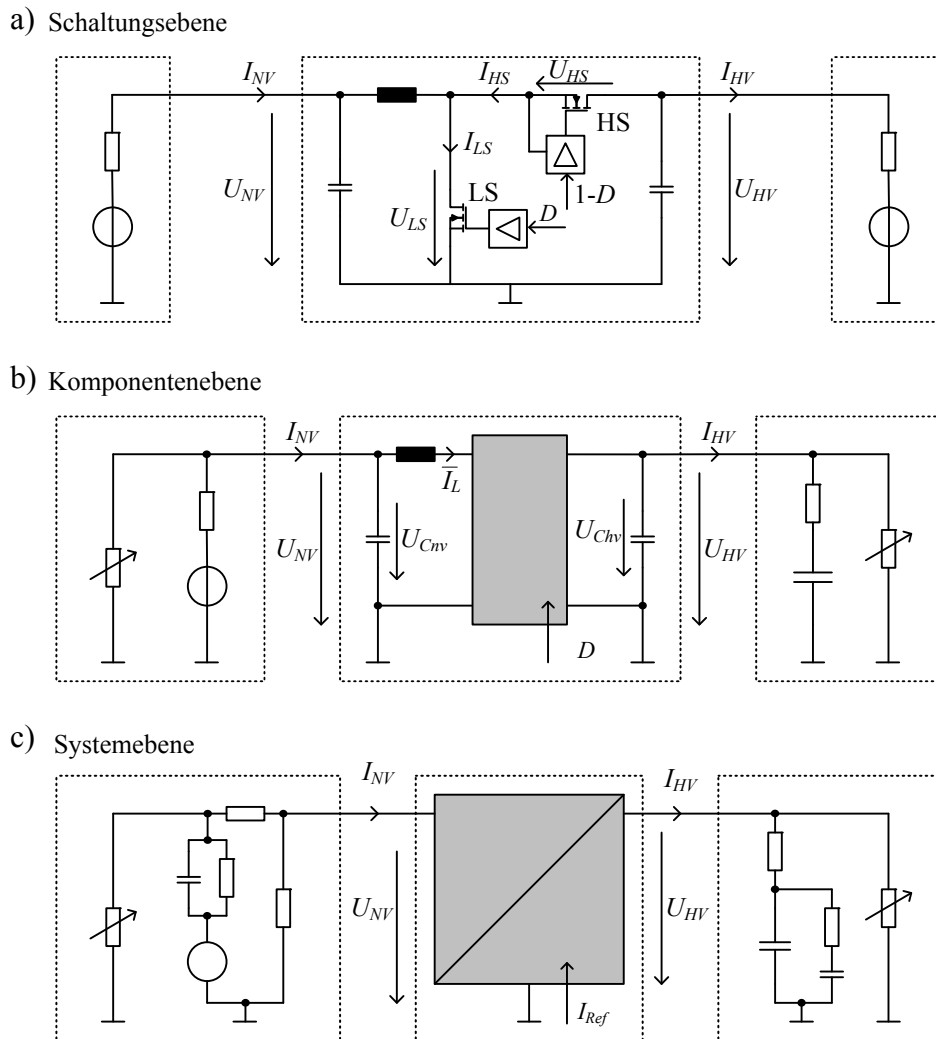 a) Schaltungsebene
I_NV I_HS U_HS I_HV
HS
I_LS
U_NV LS 1-D U_HV
U_LS D
b) Komponentenebene
I_NV I_HV
I̅_L
U_NV U_Cnv U_Chv U_HV
D
c) Systemebene
I_NV I_HV
U_NV U_HV
I_Ref